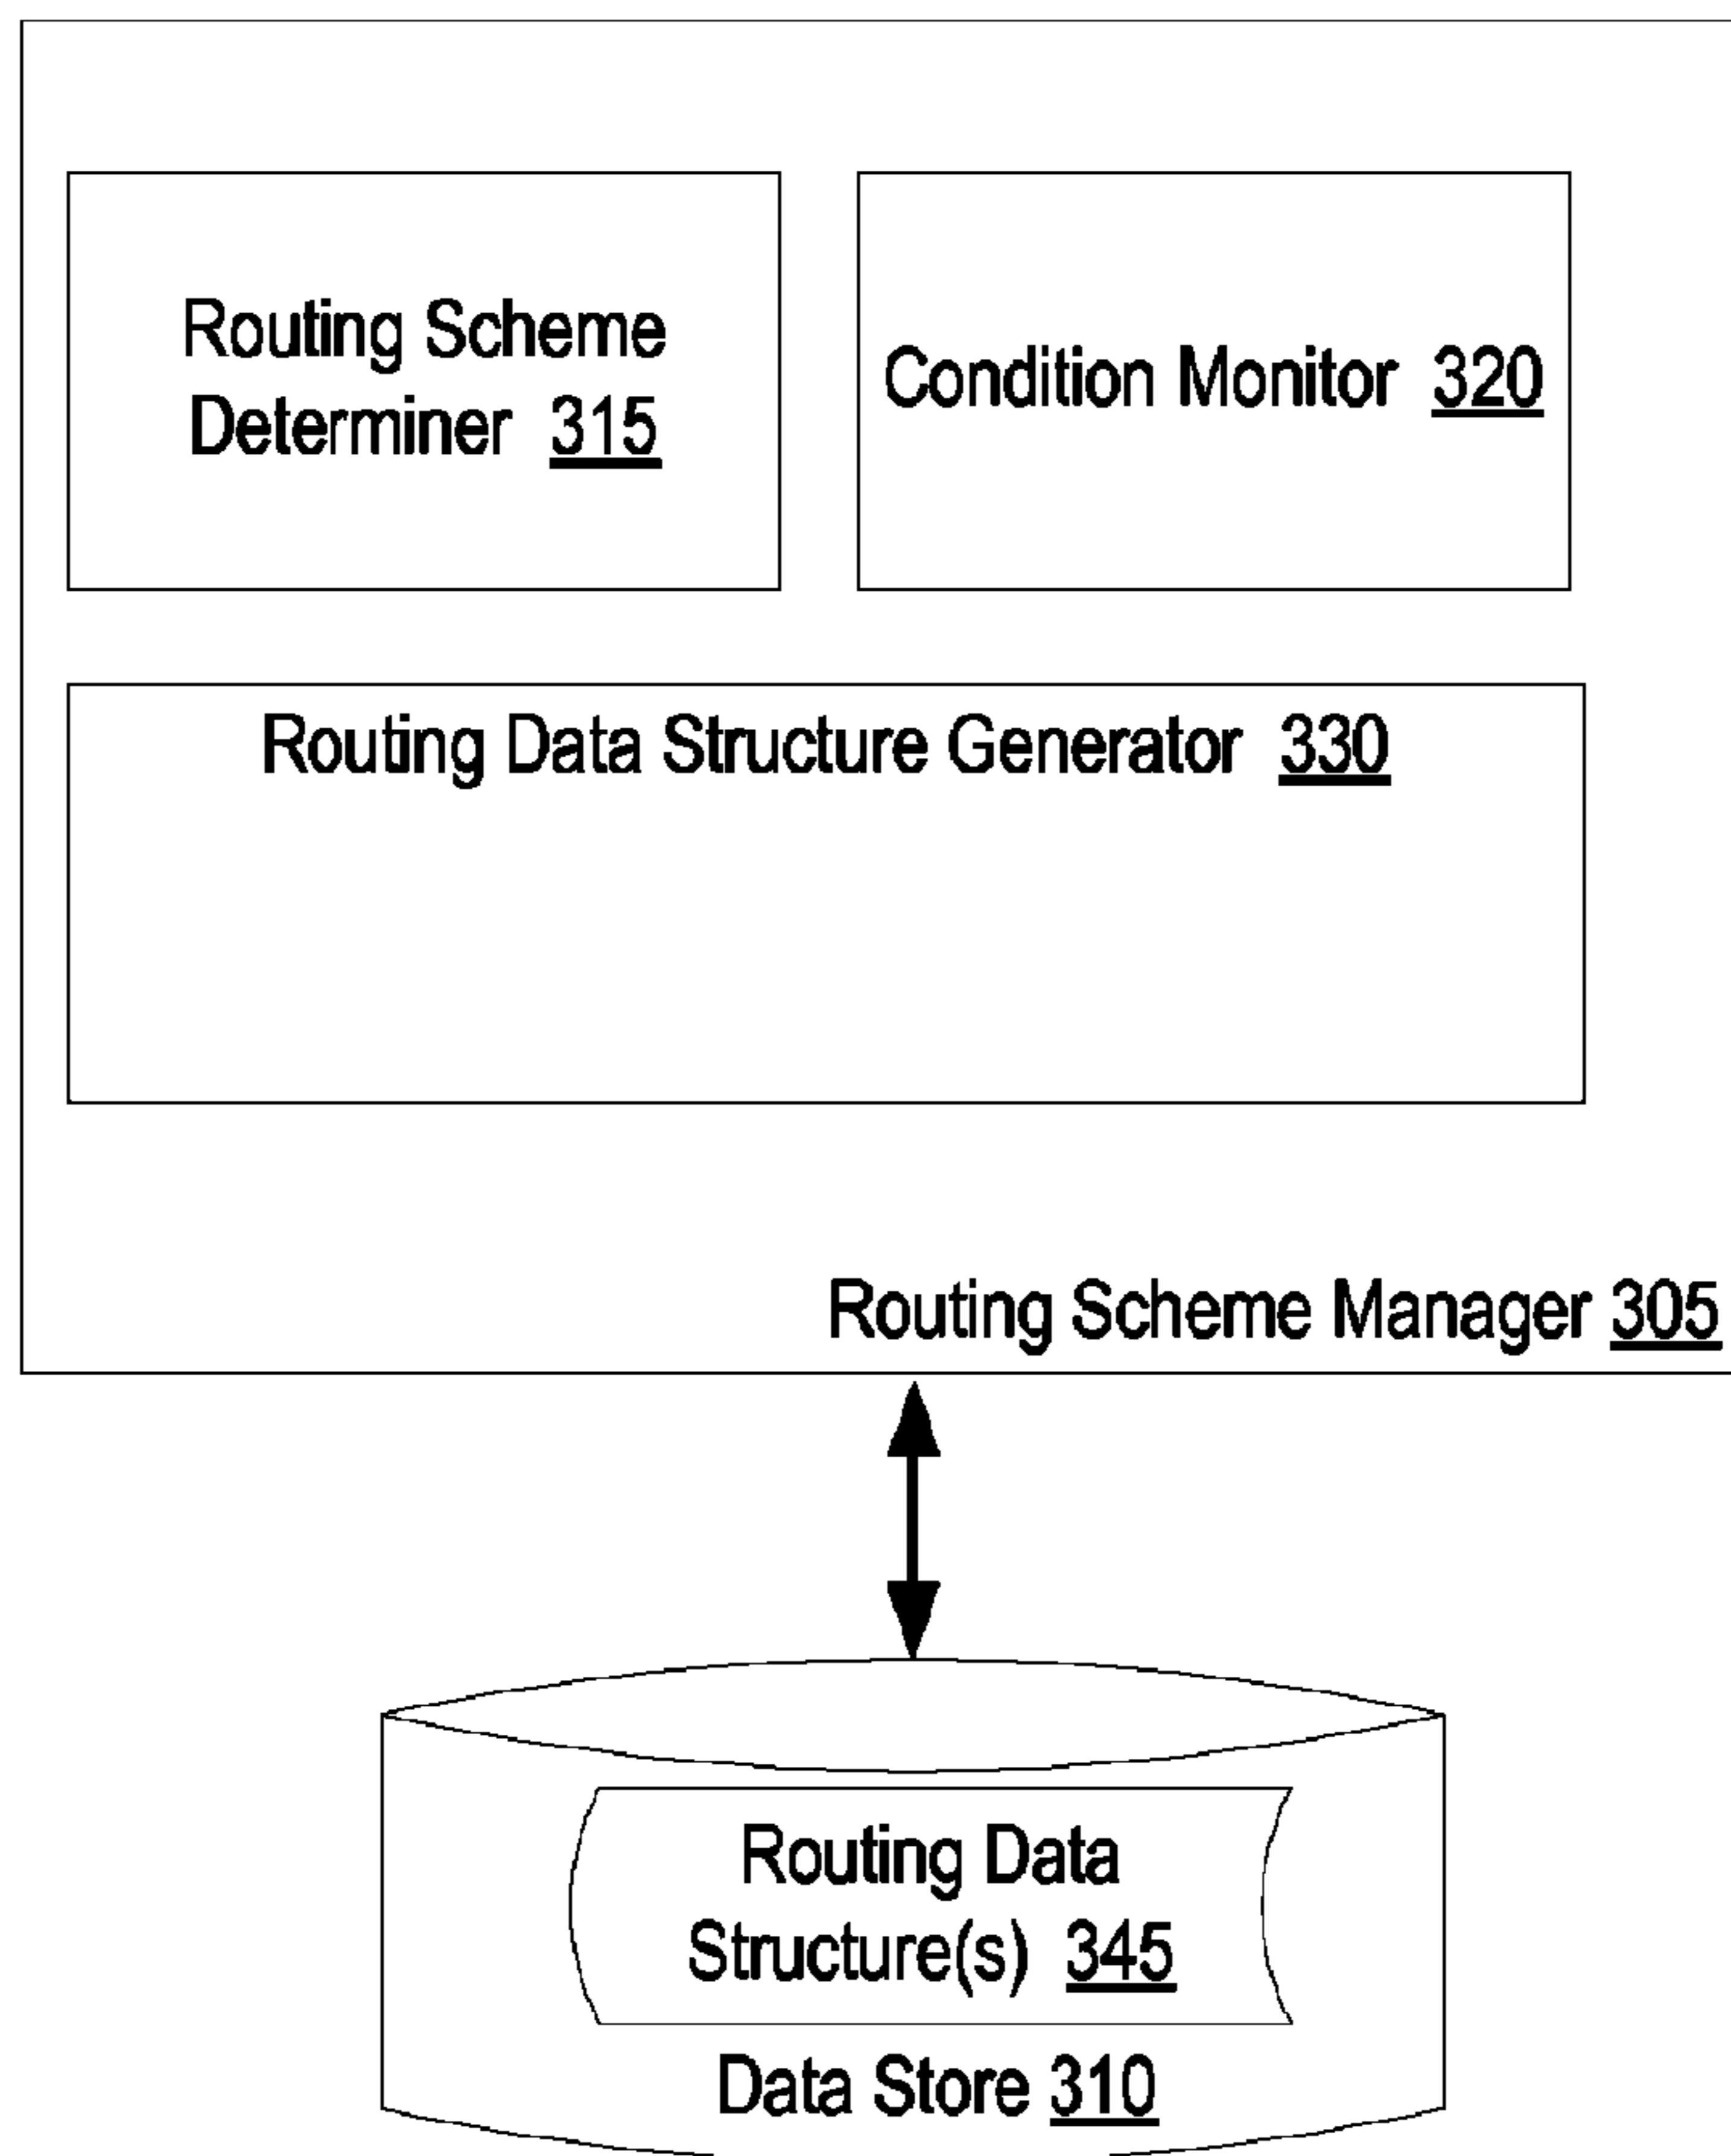 Routing Scheme
Determiner 315
Condition Monitor 320
Routing Data Structure Generator 330
Routing Scheme Manager 305
Routing Data
Structure(s) 345
Data Store 310